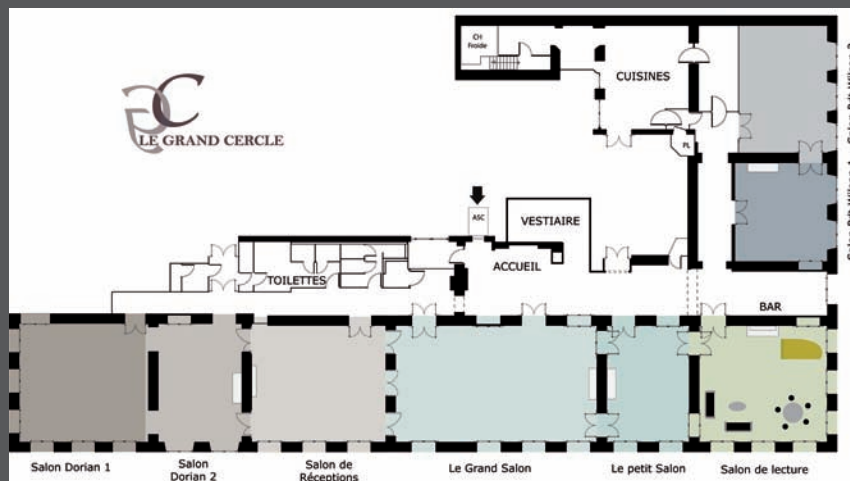 CH
Froide
CUISINES
GC
LE GRAND CERCLE
PL
ASC
VESTIAIRE
ACCUEIL
TOILETTES
BAR
Salon Dorian 1
Salon
Dorian 2
Salon de
Réceptions
Le Grand Salon
Le petit Salon
Salon de lecture